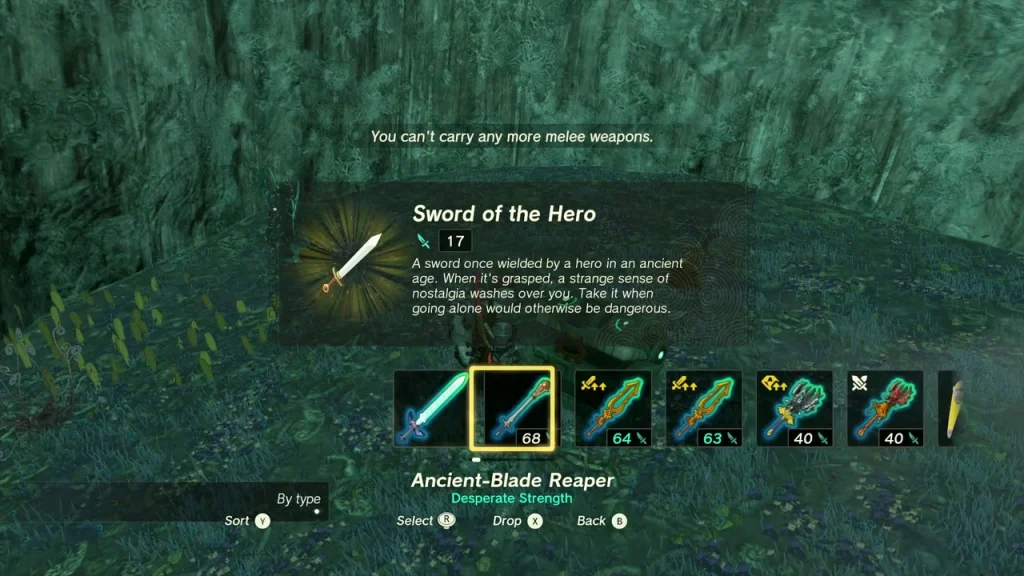 You can't carry any more melee weapons.
Sword of the Hero
17
A sword once wielded by a hero in an ancient
age. When it's grasped, a strange sense of
nostalgia washes over you. Take it when
going alone would otherwise be dangerous.
68
64
63
40
40
Ancient-Blade Reaper
Desperate Strength
By type
Sort Y
Select R Drop X Back B